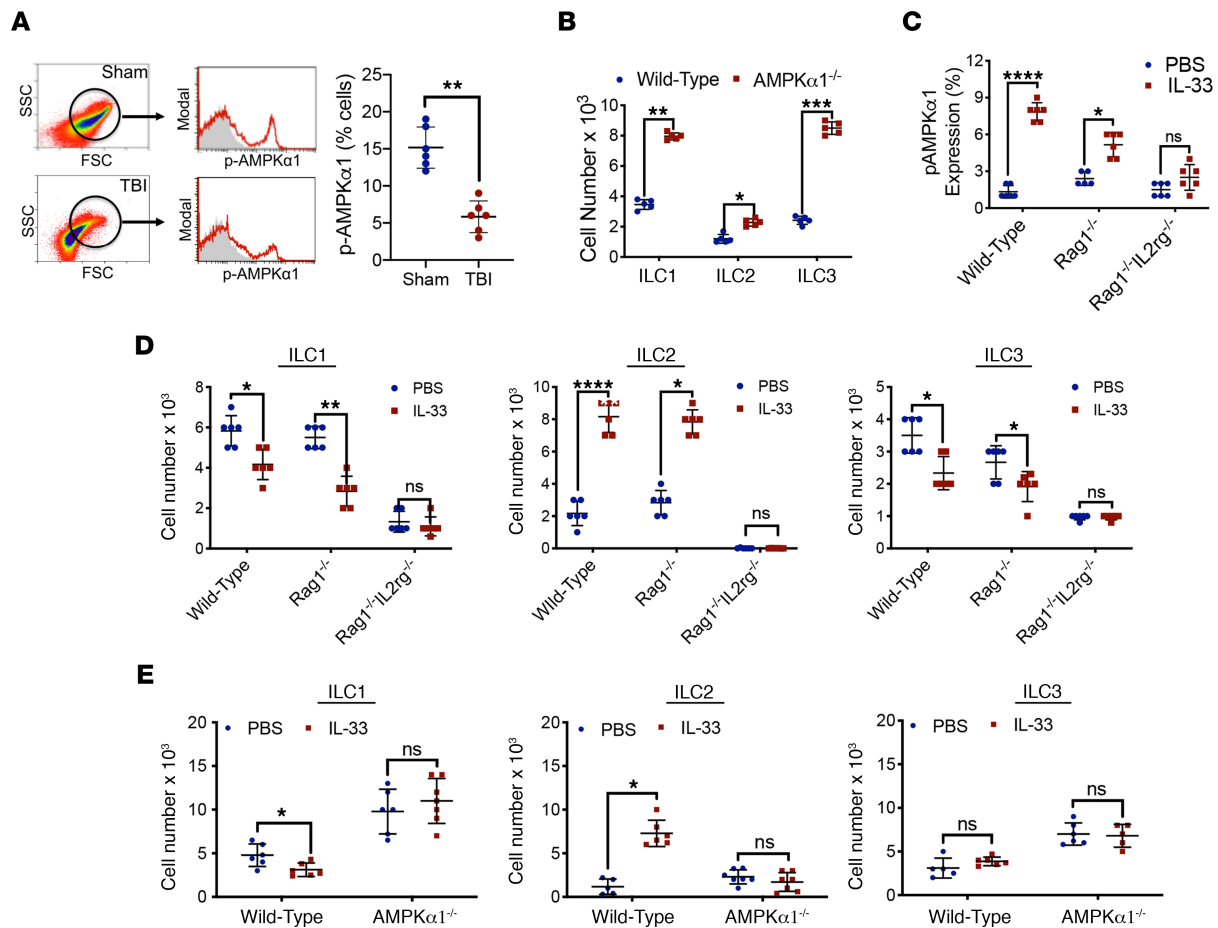 A
Sham
SSC
FSC
Modal
p-AMPKα1
TBI
SSC
FSC
Modal
p-AMPKα1
p-AMPKα1 (% cells)
25
20
15
10
5
0
**
Sham TBI
B
Wild-Type AMPKα1-/-
Cell Number x 10³
10
8
6
4
2
0
** * ***
ILC1 ILC2 ILC3
C
PBS
IL-33
pAMPKα1
Expression (%)
12
9
6
3
0
**** * ns
Wild-Type
Rag1-/-
Rag1-/-IL2rg-/-
D
ILC1
PBS
IL-33
Cell number x 10³
8
6
4
2
0
* ** ns
Wild-Type
Rag1-/-
Rag1-/-IL2rg-/-
ILC2
PBS
IL-33
Cell number x 10³
10
8
6
4
2
0
**** * ns
Wild-Type
Rag1-/-
Rag1-/-IL2rg-/-
ILC3
PBS
IL-33
Cell number x 10³
5
4
3
2
1
0
* * ns
Wild-Type
Rag1-/-
Rag1-/-IL2rg-/-
E
ILC1
PBS IL-33
Cell number x 10³
20
15
10
5
0
* ns
Wild-Type AMPKα1-/-
ILC2
PBS IL-33
Cell number x 10³
20
15
10
5
0
* ns
Wild-Type AMPKα1-/-
ILC3
PBS IL-33
Cell number x 10³
20
15
10
5
0
ns ns
Wild-Type AMPKα1-/-